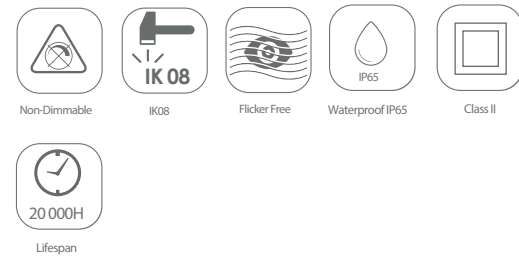 IK 08
IP65
Non-Dimmable
IK08
Flicker Free
Waterproof IP65
Class II
20 000H
Lifespan